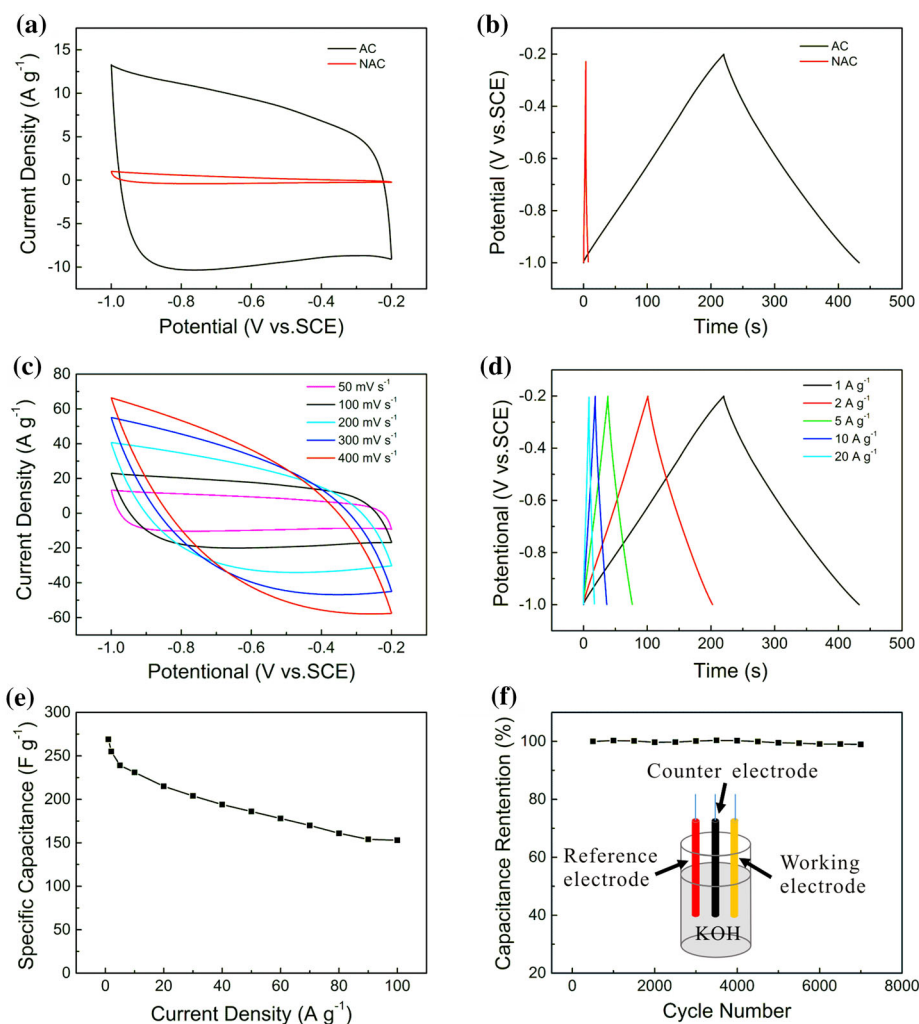 (a)
AC
NAC
15
10
5
0
-5
-10
-1.0
-0.8
-0.6
-0.4
-0.2
Current Density (A g⁻¹)
Potential (V vs.SCE)
(b)
AC
NAC
-0.2
-0.4
-0.6
-0.8
-1.0
0
100
200
300
400
500
Potential (V vs.SCE)
Time (s)
(c)
50 mV s⁻¹
100 mV s⁻¹
200 mV s⁻¹
300 mV s⁻¹
400 mV s⁻¹
80
60
40
20
0
-20
-40
-60
-1.0
-0.8
-0.6
-0.4
-0.2
Current Density (A g⁻¹)
Potentional (V vs.SCE)
(d)
1 A g⁻¹
2 A g⁻¹
5 A g⁻¹
10 A g⁻¹
20 A g⁻¹
-0.2
-0.4
-0.6
-0.8
-1.0
0
100
200
300
400
500
Potentional (V vs.SCE)
Time (s)
(e)
300
250
200
150
100
50
0
0
20
40
60
80
100
Specific Capacitance (F g⁻¹)
Current Density (A g⁻¹)
(f)
100
80
60
40
20
0
2000
4000
6000
8000
Capacitance Rentention (%)
Cycle Number
Counter electrode
Reference
electrode
Working
electrode
KOH